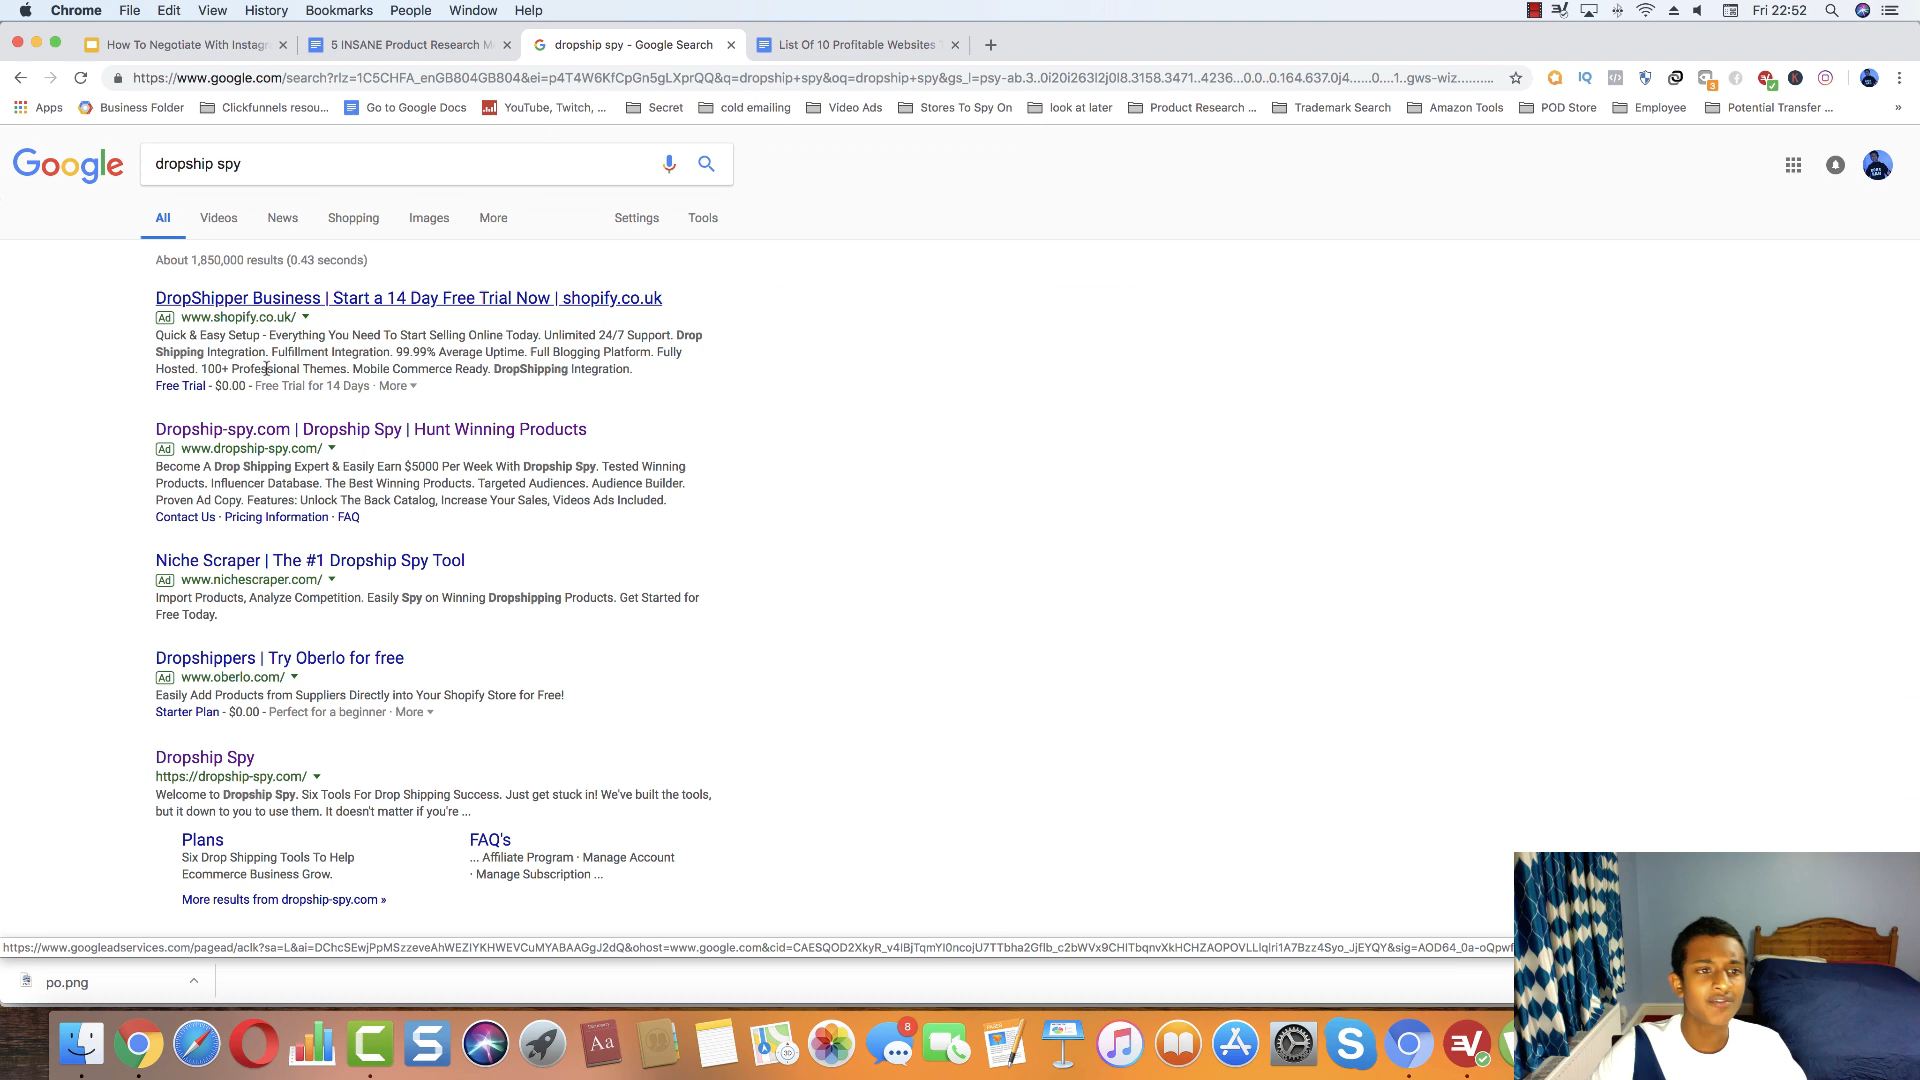 Chrome File Edit View History Bookmarks People Window Help Fri 22:52
How To Negotiate With Instagr 5 INSANE Product Research M dropship spy - Google Search List Of 10 Profitable Websites
https://www.google.com/search?rlz=1C5CHFA_enGB804GB804&ei=p4T4W6KfCpGn5gLXprQQ&q=dropship+spy&oq=dropship+spy&gs_l=psy-ab.3..0i20i263l2j0l8.3158.3471..4236...0.0..0.164.637.0j4......0....1..gws-wiz..........
Apps Business Folder Clickfunnels resou... Go to Google Docs YouTube, Twitch, ... Secret cold emailing Video Ads Stores To Spy On look at later Product Research ... Trademark Search Amazon Tools POD Store Employee Potential Transfer ... »
Google dropship spy
All Videos News Shopping Images More Settings Tools
About 1,850,000 results (0.43 seconds)
DropShipper Business | Start a 14 Day Free Trial Now | shopify.co.uk
Ad www.shopify.co.uk/
Quick & Easy Setup - Everything You Need To Start Selling Online Today. Unlimited 24/7 Support. Drop
Shipping Integration. Fulfillment Integration. 99.99% Average Uptime. Full Blogging Platform. Fully
Hosted. 100+ Professional Themes. Mobile Commerce Ready. DropShipping Integration.
Free Trial - $0.00 - Free Trial for 14 Days · More
Dropship-spy.com | Dropship Spy | Hunt Winning Products
Ad www.dropship-spy.com/
Become A Drop Shipping Expert & Easily Earn $5000 Per Week With Dropship Spy. Tested Winning
Products. Influencer Database. The Best Winning Products. Targeted Audiences. Audience Builder.
Proven Ad Copy. Features: Unlock The Back Catalog, Increase Your Sales, Videos Ads Included.
Contact Us · Pricing Information · FAQ
Niche Scraper | The #1 Dropship Spy Tool
Ad www.nichescraper.com/
Import Products, Analyze Competition. Easily Spy on Winning Dropshipping Products. Get Started for
Free Today.
Dropshippers | Try Oberlo for free
Ad www.oberlo.com/
Easily Add Products from Suppliers Directly into Your Shopify Store for Free!
Starter Plan - $0.00 - Perfect for a beginner · More
Dropship Spy
https://dropship-spy.com/
Welcome to Dropship Spy. Six Tools For Drop Shipping Success. Just get stuck in! We've built the tools,
but it down to you to use them. It doesn't matter if you're ...
Plans FAQ's
Six Drop Shipping Tools To Help ... Affiliate Program · Manage Account
Ecommerce Business Grow. · Manage Subscription ...
More results from dropship-spy.com »
po.png